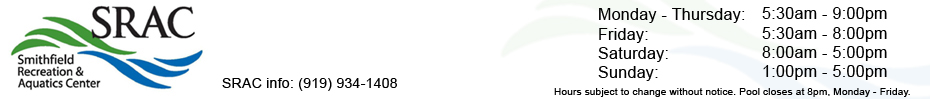 SRAC
Smithfield
Recreation &
Aquatics Center
SRAC info: (919) 934-1408
Monday - Thursday: 5:30am - 9:00pm
Friday: 5:30am - 8:00pm
Saturday: 8:00am - 5:00pm
Sunday: 1:00pm - 5:00pm
Hours subject to change without notice. Pool closes at 8pm, Monday - Friday.